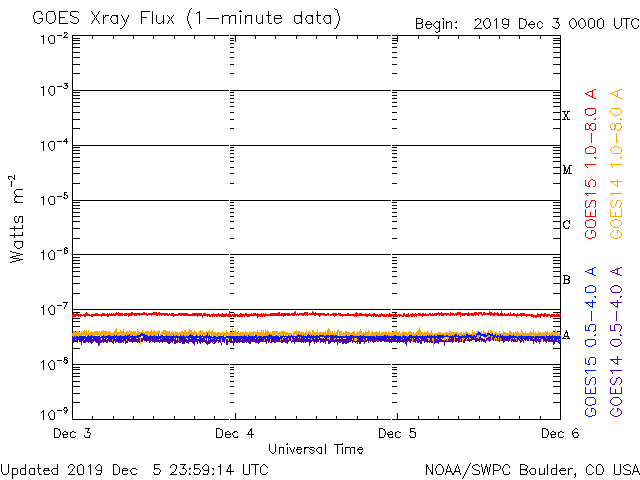 GOES Xray Flux (1-minute data)
Begin: 2019 Dec 3 0000 UTC
10⁻²
10⁻³
10⁻⁴
10⁻⁵
10⁻⁶
10⁻⁷
10⁻⁸
10⁻⁹
Watts m⁻²
X
M
C
B
A
GOES15 1.0-8.0 A
GOES14 1.0-8.0 A
GOES15 0.5-4.0 A
GOES14 0.5-4.0 A
Dec 3 Dec 4 Dec 5 Dec 6
Universal Time
Updated 2019 Dec 5 23:59:14 UTC
NOAA/SWPC Boulder, CO USA